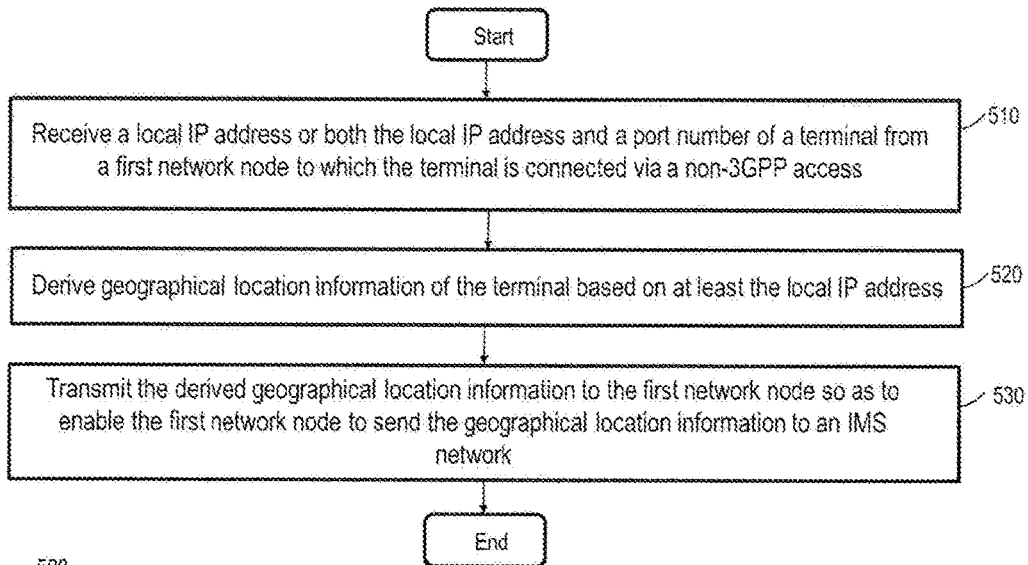 Start
Receive a local IP address or both the local IP address and a port number of a terminal from
a first network node to which the terminal is connected via a non-3GPP access
510
Derive geographical location information of the terminal based on at least the local IP address
520
Transmit the derived geographical location information to the first network node so as to
enable the first network node to send the geographical location information to an IMS
network
530
End